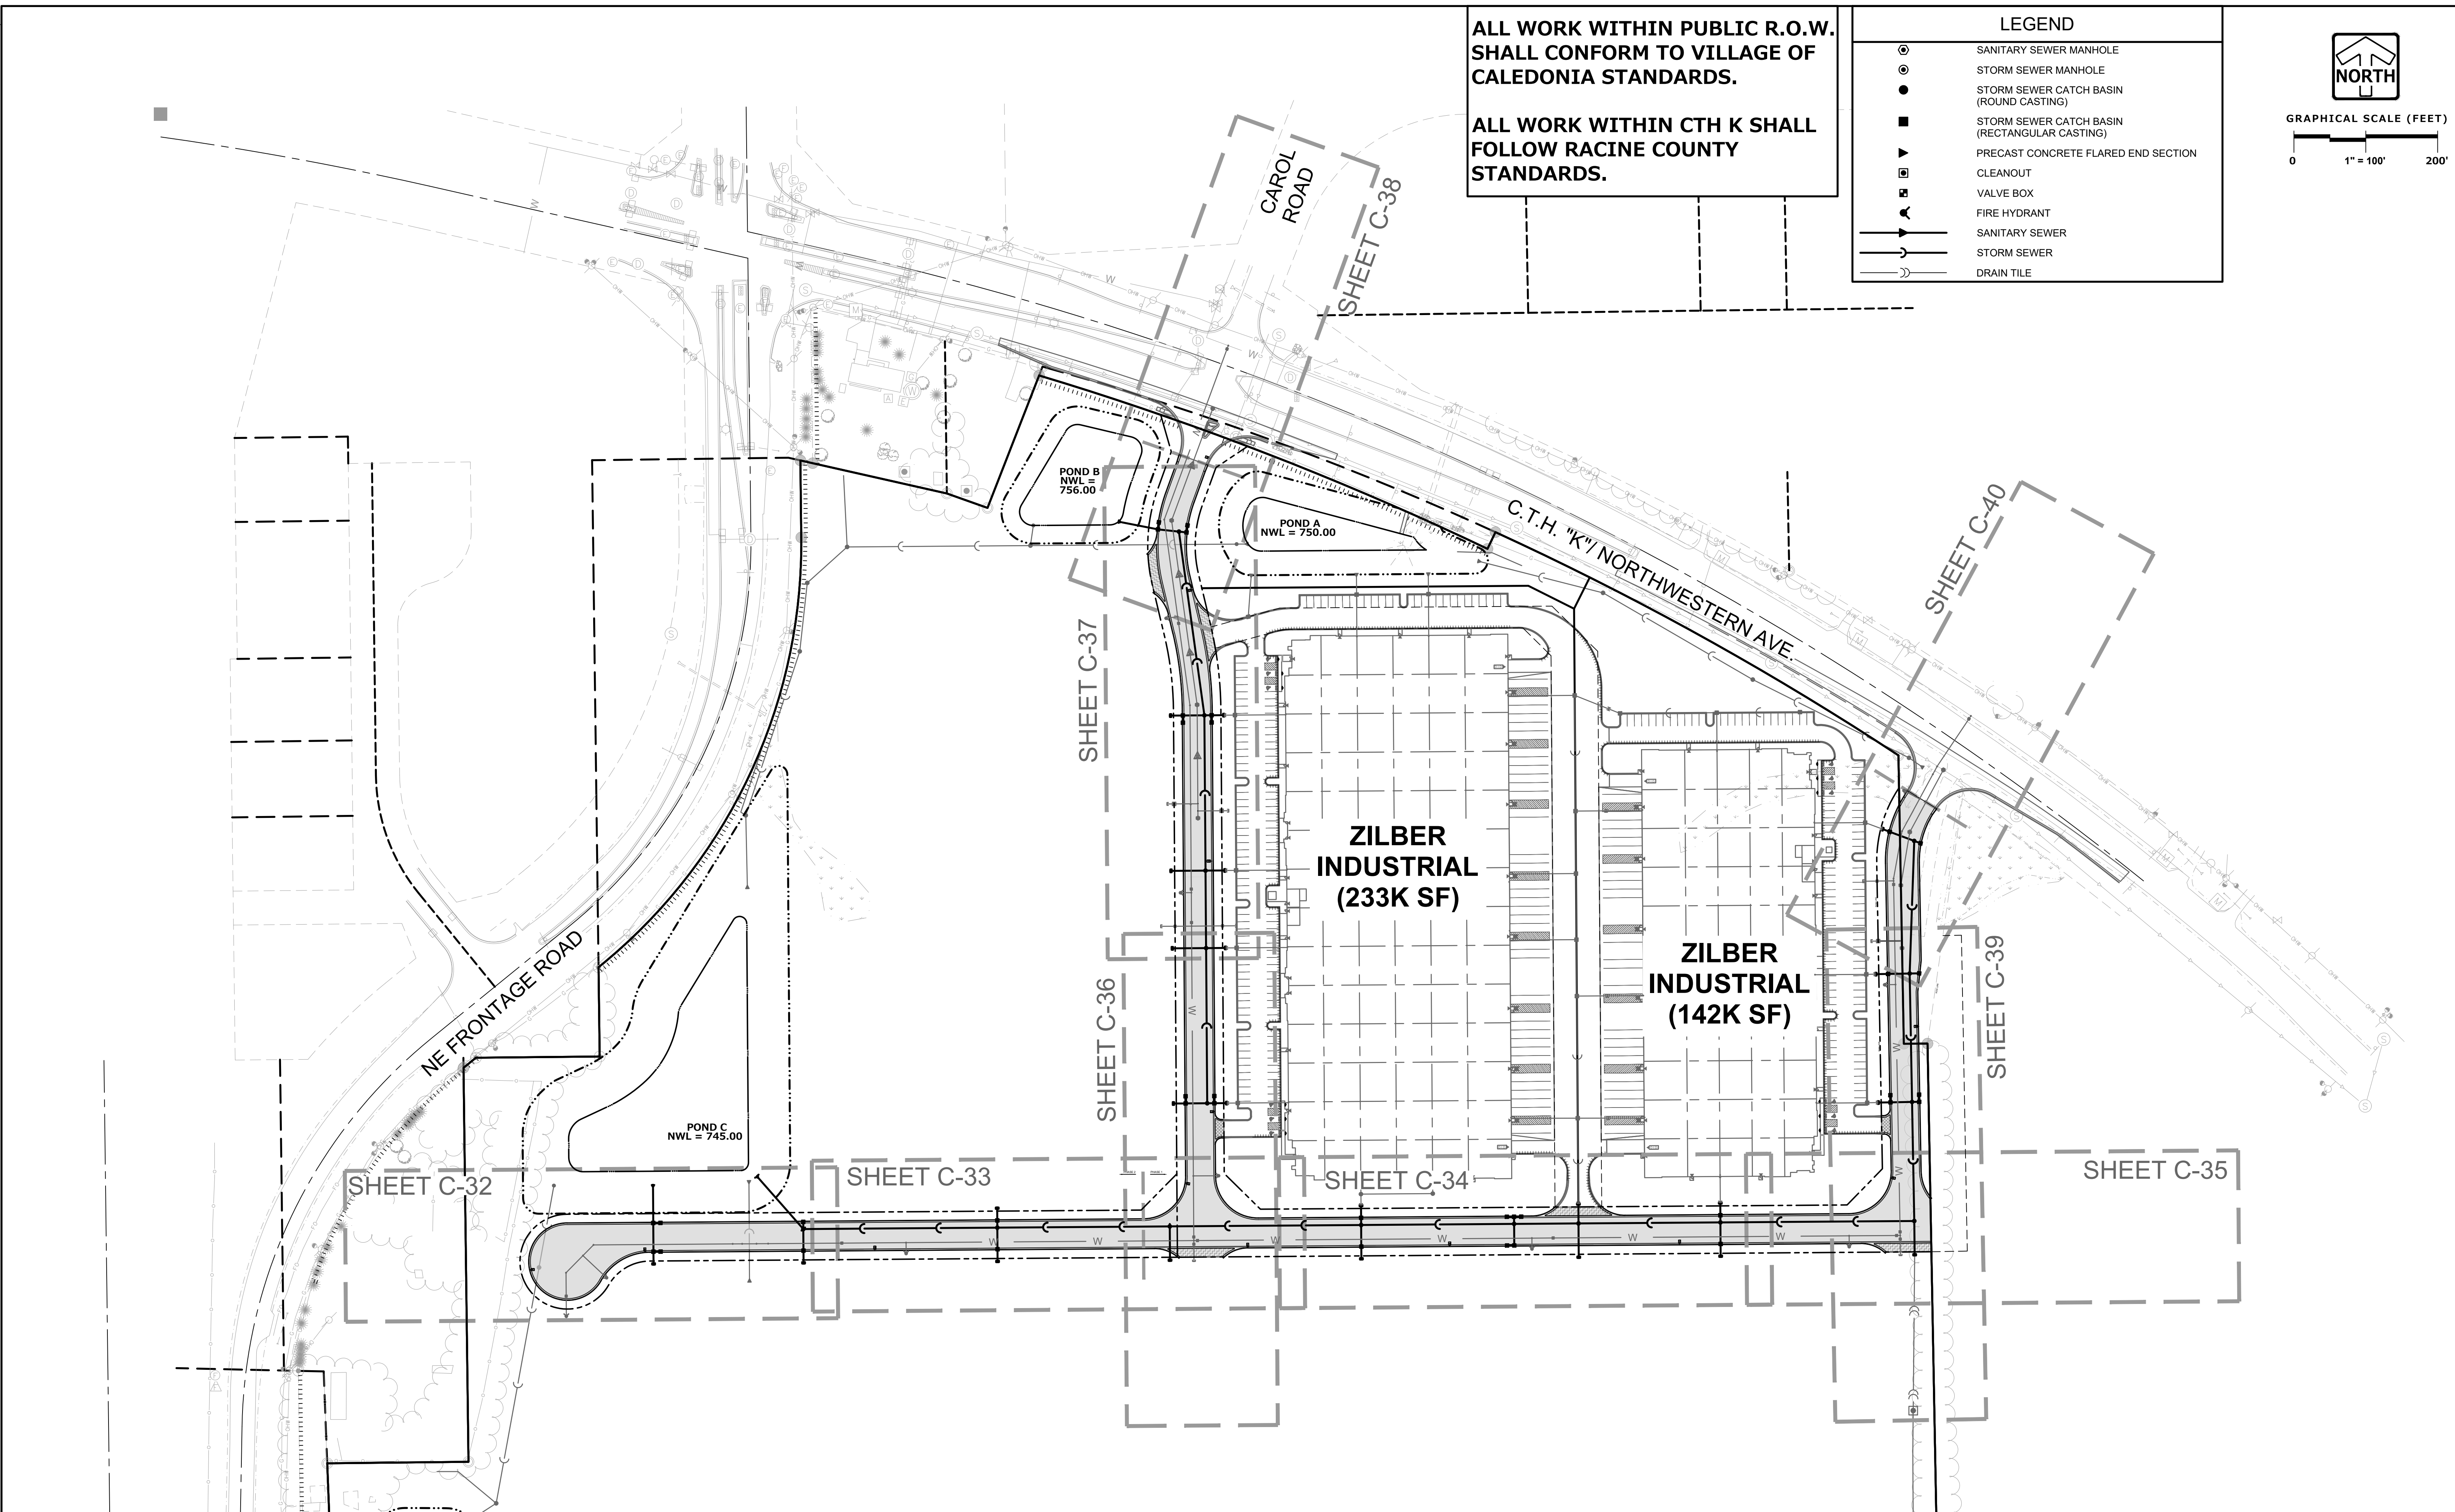 ALL WORK WITHIN PUBLIC R.O.W.
SHALL CONFORM TO VILLAGE OF
CALEDONIA STANDARDS.
ALL WORK WITHIN CTH K SHALL
FOLLOW RACINE COUNTY
STANDARDS.
LEGEND
SANITARY SEWER MANHOLE
STORM SEWER MANHOLE
STORM SEWER CATCH BASIN
(ROUND CASTING)
STORM SEWER CATCH BASIN
(RECTANGULAR CASTING)
PRECAST CONCRETE FLARED END SECTION
CLEANOUT
VALVE BOX
FIRE HYDRANT
SANITARY SEWER
STORM SEWER
DRAIN TILE
NORTH
GRAPHICAL SCALE (FEET)
0 1" = 100' 200'
CAROL
ROAD
SHEET C-38
POND B
NWL =
756.00
POND A
NWL = 750.00
C.T.H. "K"/ NORTHWESTERN AVE.
SHEET C-40
SHEET C-37
ZILBER
INDUSTRIAL
(233K SF)
ZILBER
INDUSTRIAL
(142K SF)
NE FRONTAGE ROAD
SHEET C-36
SHEET C-39
POND C
NWL = 745.00
SHEET C-32
SHEET C-33
SHEET C-34
SHEET C-35
W W W W W W